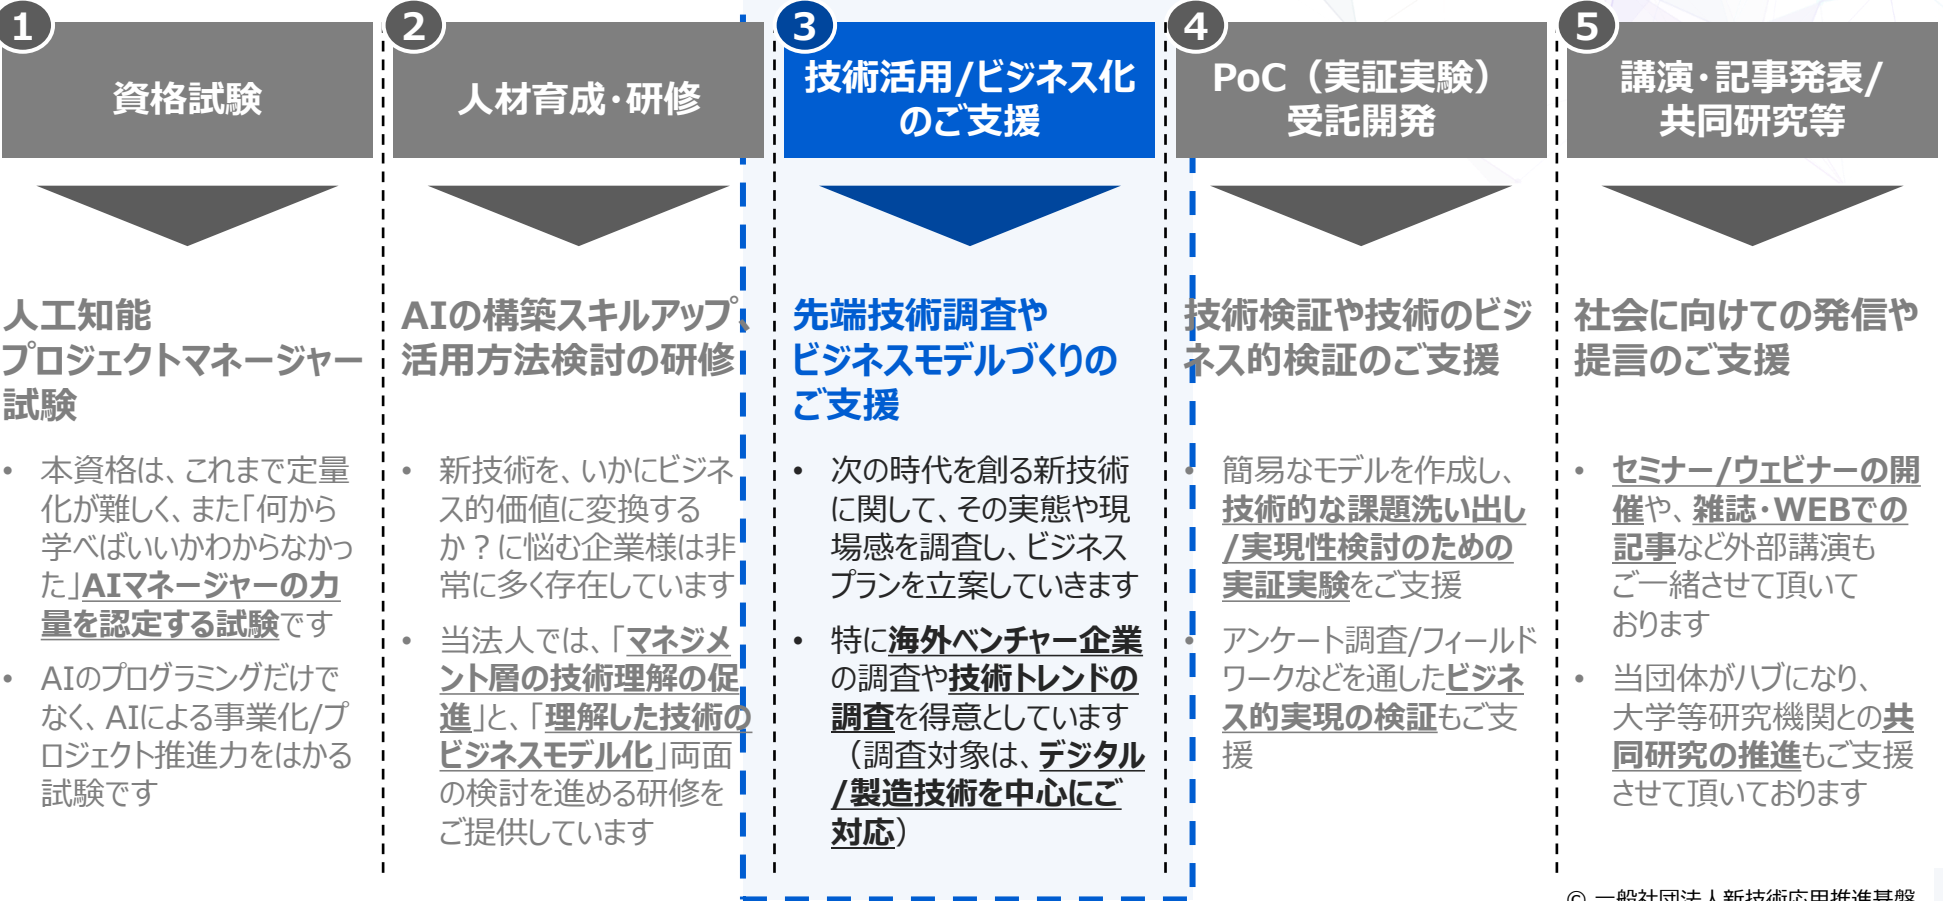 1
資格試験
人工知能
プロジェクトマネージャー
試験
• 本資格は、これまで定量
化が難しく、また「何から
学べばいいかわからなかっ
た」AIマネージャーの力
量を認定する試験です
• AIのプログラミングだけで
なく、AIによる事業化/プ
ロジェクト推進力をはかる
試験です
2
人材育成・研修
AIの構築スキルアップ、
活用方法検討の研修
• 新技術を、いかにビジネ
ス的価値に変換する
か？に悩む企業様は非
常に多く存在しています
• 当法人では、「マネジメ
ント層の技術理解の促
進」と、「理解した技術の
ビジネスモデル化」両面
の検討を進める研修を
ご提供しています
3
技術活用/ビジネス化
のご支援
先端技術調査や
ビジネスモデルづくりの
ご支援
• 次の時代を創る新技術
に関して、その実態や現
場感を調査し、ビジネス
プランを立案していきます
• 特に海外ベンチャー企業
の調査や技術トレンドの
調査を得意としています
（調査対象は、デジタル
/製造技術を中心にご
対応）
4
PoC（実証実験）
受託開発
技術検証や技術のビジ
ネス的検証のご支援
• 簡易なモデルを作成し、
技術的な課題洗い出し
/実現性検討のための
実証実験をご支援
• アンケート調査/フィールド
ワークなどを通したビジネ
ス的実現の検証もご支
援
5
講演・記事発表/
共同研究等
社会に向けての発信や
提言のご支援
• セミナー/ウェビナーの開
催や、雑誌・WEBでの
記事など外部講演も
ご一緒させて頂いて
おります
• 当団体がハブになり、
大学等研究機関との共
同研究の推進もご支援
させて頂いております
© 一般社団法人新技術応用推進基盤